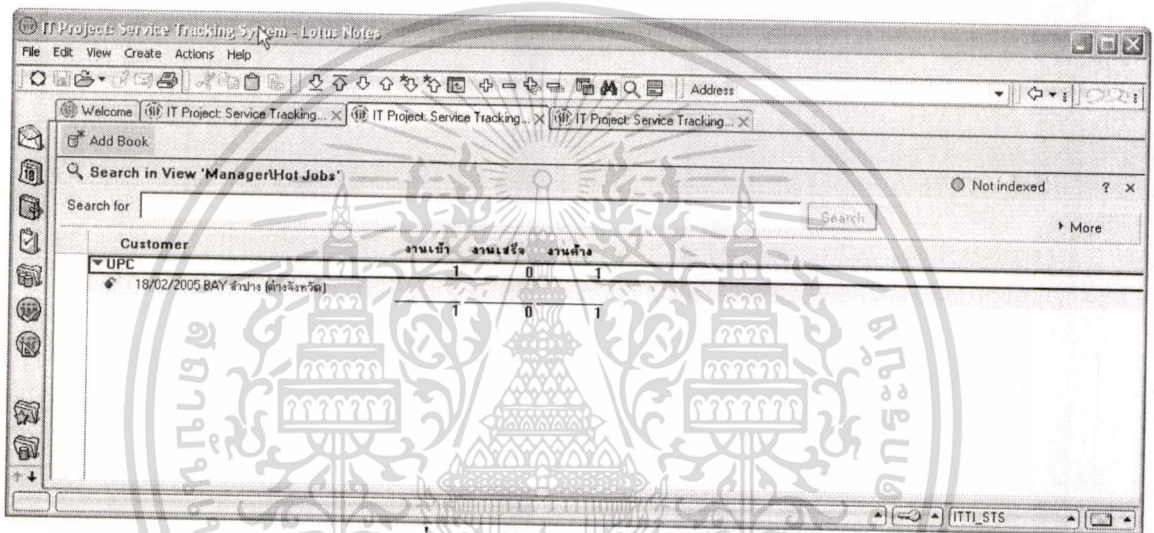 IT Project: Service Tracking System - Lotus Notes
File Edit View Create Actions Help
Address
Welcome IT Project: Service Tracking... IT Project: Service Tracking... IT Project: Service Tracking...
Add Book
Search in View 'Manager\Hot Jobs' Not indexed ? ×
Search for Search More
Customer งานเข้า งานเสร็จ งานค้าง
UPC 1 0 1
18/02/2005 BAY ลำปาง [ต่างจังหวัด]
1 0 1
ITTI_STS